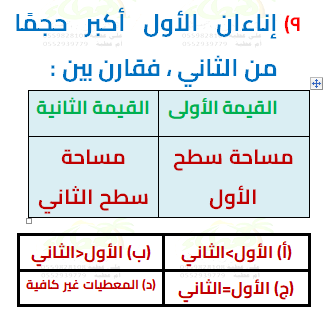 ٩) إناءان الأول أكبر حجمًا
من الثاني ، فقارن بين :
القيمة الأولى القيمة الثانية
مساحة سطح الأول مساحة سطح الثاني
(أ) الأول>الثاني (ب) الأول<الثاني
(ج) الأول=الثاني (د) المعطيات غير كافية